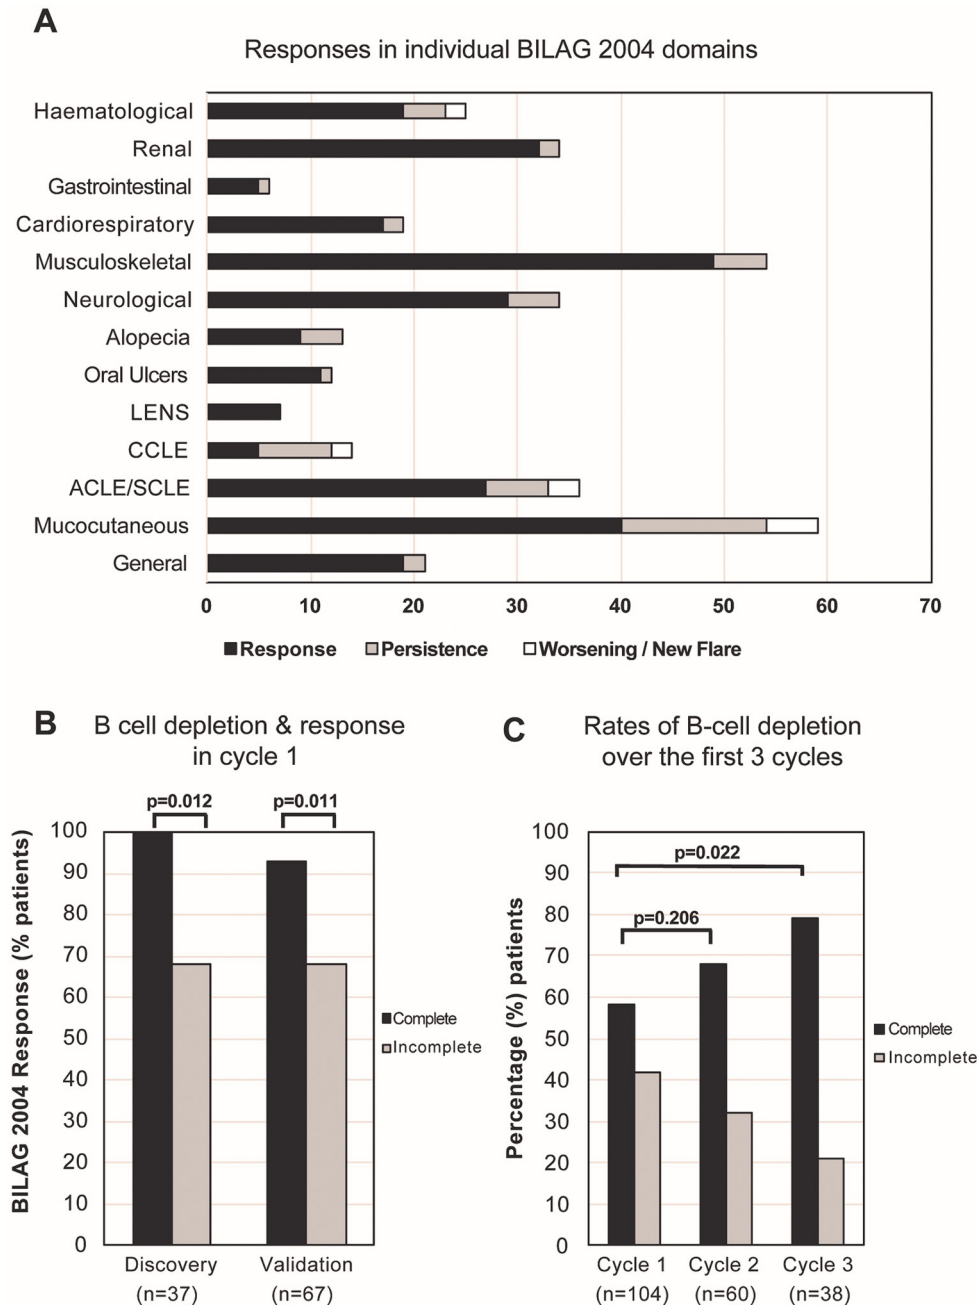 A
Responses in individual BILAG 2004 domains
Haematological
Renal
Gastrointestinal
Cardiorespiratory
Musculoskeletal
Neurological
Alopecia
Oral Ulcers
LENS
CCLE
ACLE/SCLE
Mucocutaneous
General
0 10 20 30 40 50 60 70
Response Persistence Worsening / New Flare
B
B cell depletion & response
in cycle 1
BILAG 2004 Response (% patients)
p=0.012 p=0.011
100
90
80
70
60
50
40
30
20
10
0
Complete
Incomplete
Discovery Validation
(n=37) (n=67)
C
Rates of B-cell depletion
over the first 3 cycles
Percentage (%) patients
100
90
80
70
60
50
40
30
20
10
0
p=0.022
p=0.206
Complete
Incomplete
Cycle 1 Cycle 2 Cycle 3
(n=104) (n=60) (n=38)